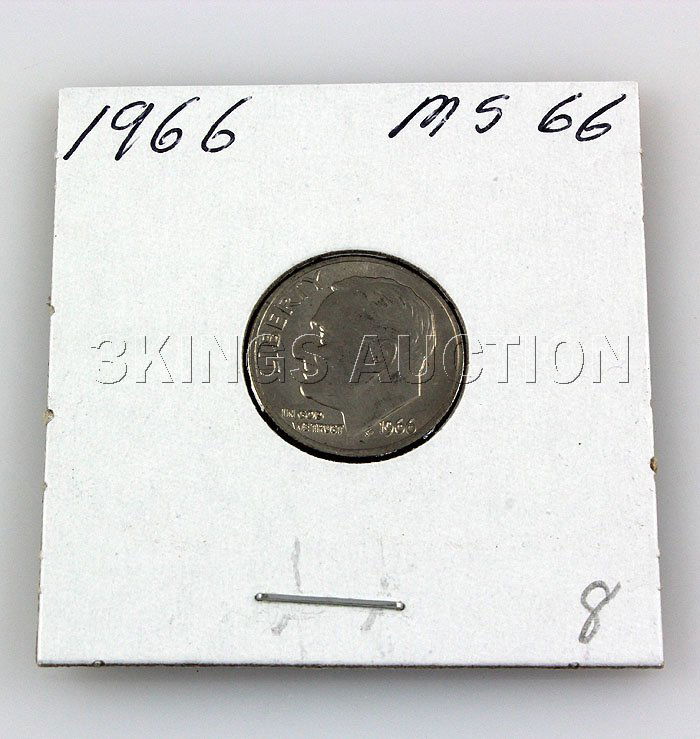 1966 MS 66
LIBERTY
3KINGS AUCTION
IN GOD
WE TRUST 1966
8